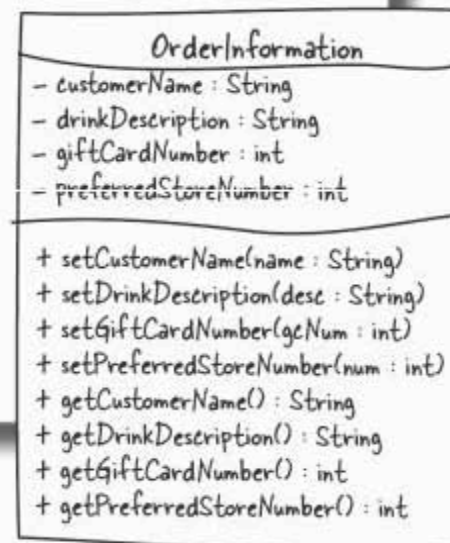 OrderInformation
- customerName : String
- drinkDescription : String
- giftCardNumber : int
- preferredStoreNumber : int
+ setCustomerName(name : String)
+ setDrinkDescription(desc : String)
+ setGiftCardNumber(gcNum : int)
+ setPreferredStoreNumber(num : int)
+ getCustomerName() : String
+ getDrinkDescription() : String
+ getGiftCardNumber() : int
+ getPreferredStoreNumber() : int